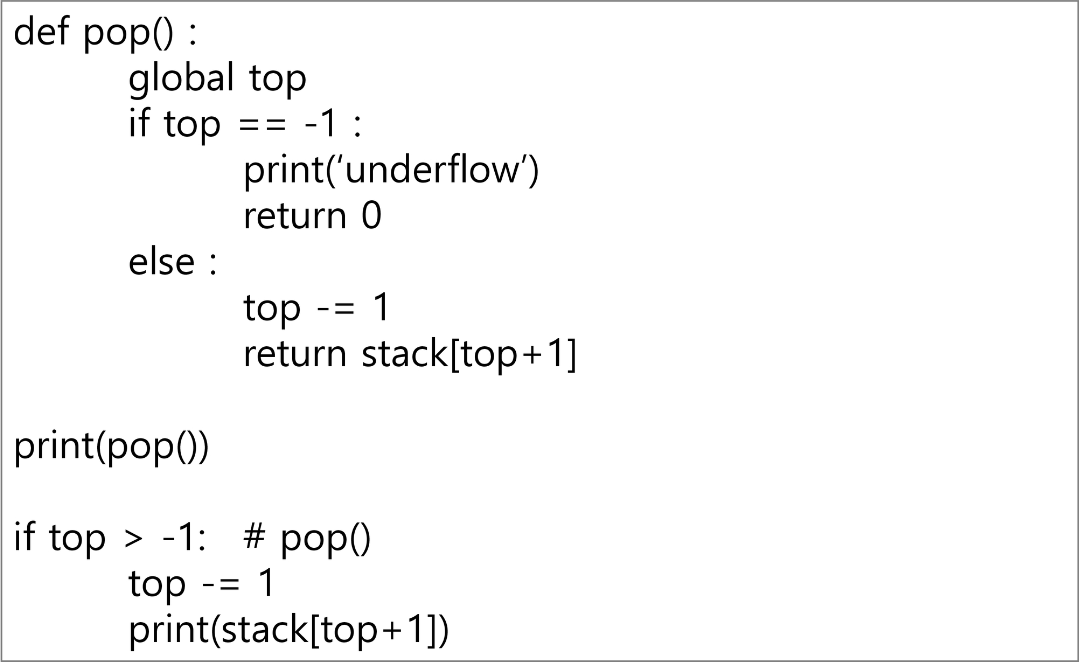 def pop() :
global top
if top == -1 :
print(‘underflow’)
return 0
else :
top -= 1
return stack[top+1]
print(pop())
if top > -1: # pop()
top -= 1
print(stack[top+1])